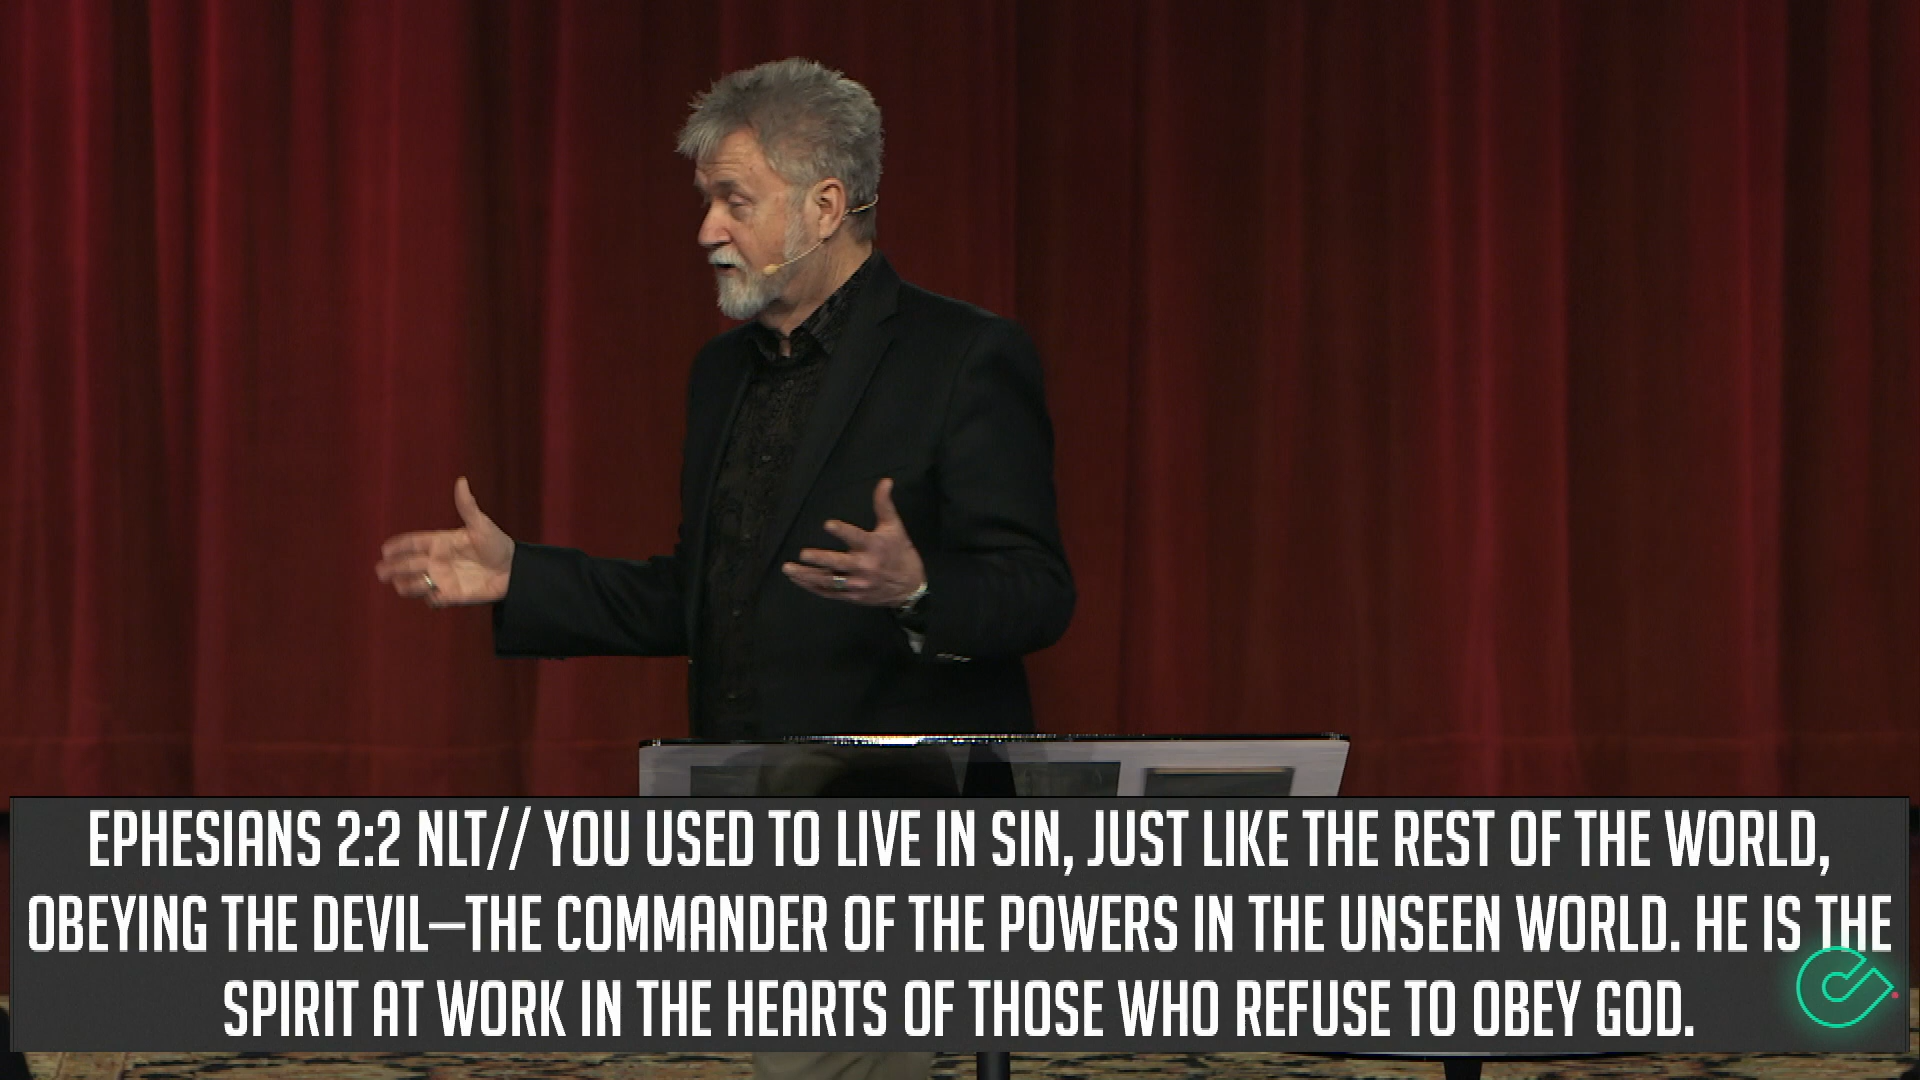 EPHESIANS 2:2 NLT// YOU USED TO LIVE IN SIN, JUST LIKE THE REST OF THE WORLD,
OBEYING THE DEVIL—THE COMMANDER OF THE POWERS IN THE UNSEEN WORLD. HE IS THE
SPIRIT AT WORK IN THE HEARTS OF THOSE WHO REFUSE TO OBEY GOD.